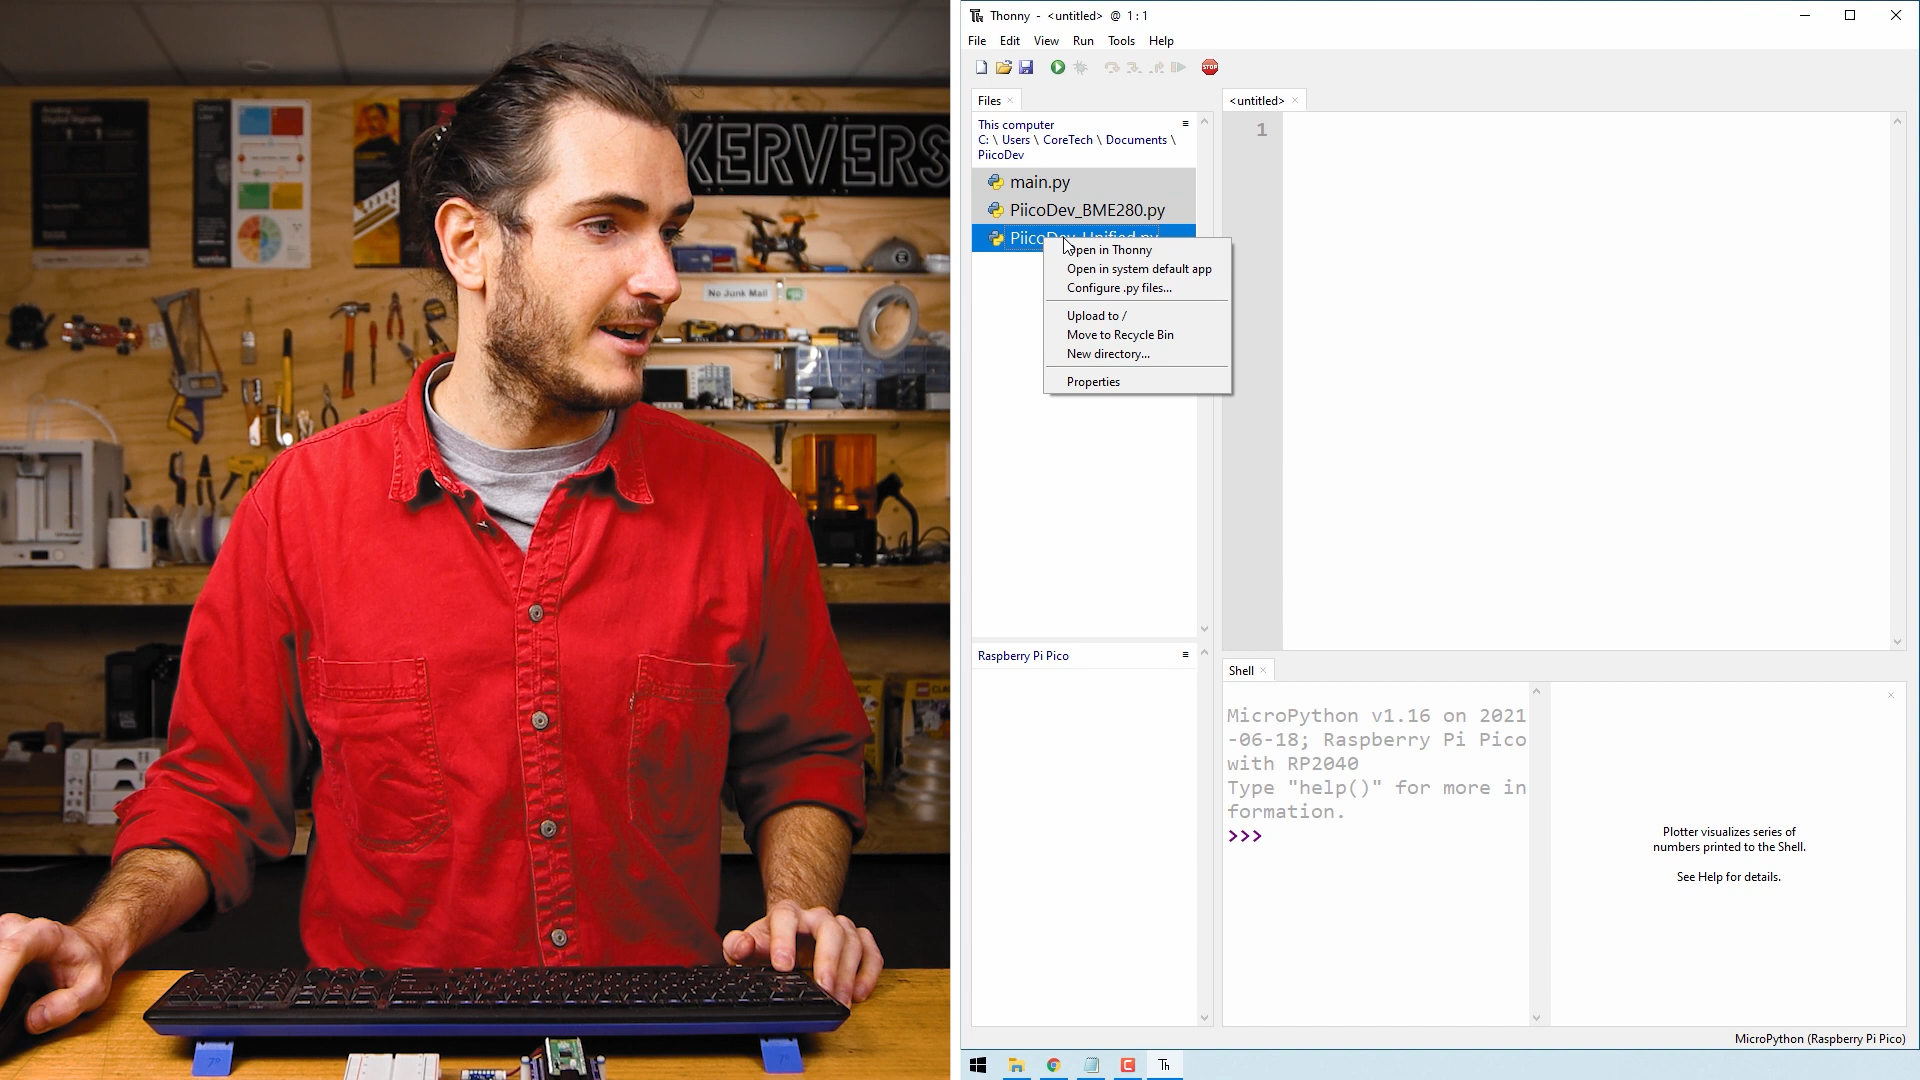 KERVERS
No Junk Mail
Thonny - <untitled> @ 1 : 1
File Edit View Run Tools Help
STOP
Files
<untitled>
This computer
C: \ Users \ CoreTech \ Documents \
PiicoDev
1
main.py
PiicoDev_BME280.py
PiicoDev_Unified.py
Open in Thonny
Open in system default app
Configure .py files...
Upload to /
Move to Recycle Bin
New directory...
Properties
Raspberry Pi Pico
Shell
MicroPython v1.16 on 2021
-06-18; Raspberry Pi Pico
with RP2040
Type "help()" for more in
formation.
>>>
Plotter visualizes series of
numbers printed to the Shell.
See Help for details.
MicroPython (Raspberry Pi Pico)
Th